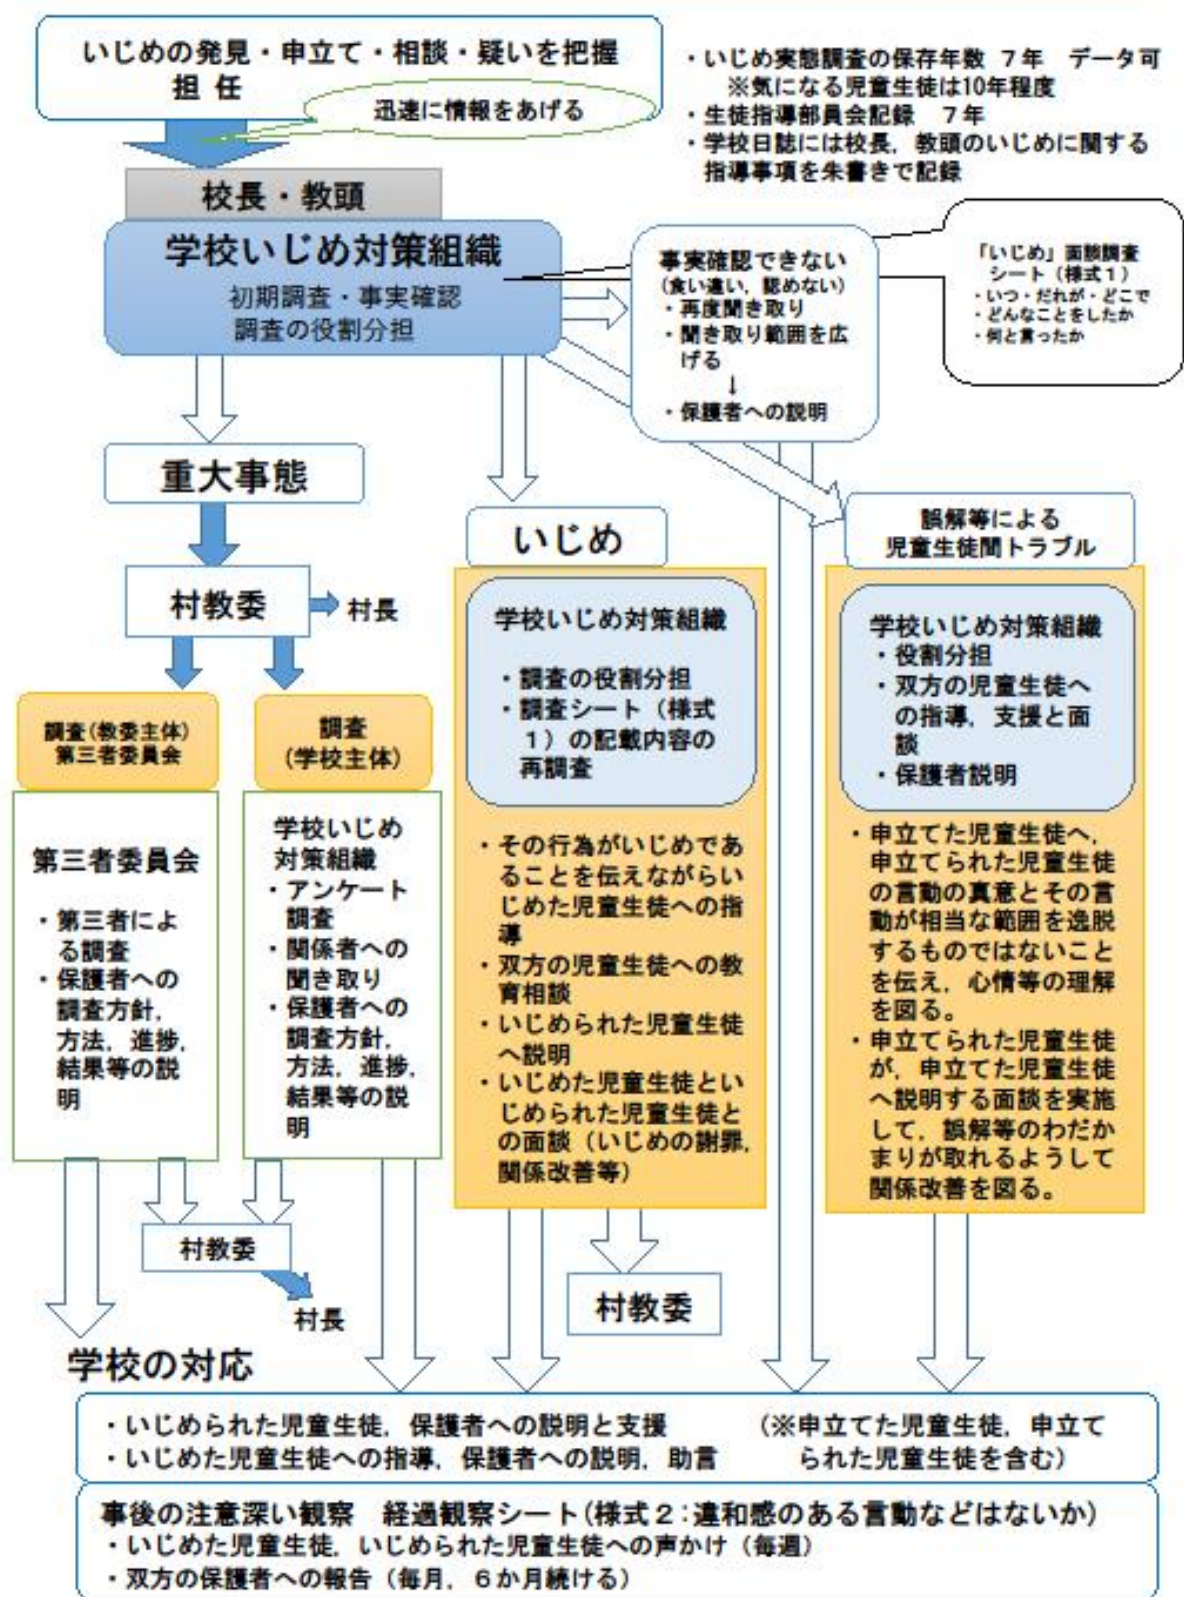 いじめの発見・申立て・相談・疑いを把握
担 任
迅速に情報をあげる
・いじめ実態調査の保存年数 7年 データ可
※気になる児童生徒は10年程度
・生徒指導部員会記録 7年
・学校日誌には校長,教頭のいじめに関する
指導事項を朱書きで記録
校長・教頭
学校いじめ対策組織
初期調査・事実確認
調査の役割分担
事実確認できない
(食い違い,認めない)
・再度聞き取り
・聞き取り範囲を広
げる
↓
・保護者への説明
「いじめ」面談調査
シート(様式1)
・いつ・だれが・どこで
・どんなことをしたか
・何と言ったか
重大事態
村教委
村長
調査(教委主体)
第三者委員会
第三者委員会
・第三者によ
る調査
・保護者への
調査方針,
方法,進捗,
結果等の説
明
調査
(学校主体)
学校いじめ
対策組織
・アンケート
調査
・関係者への
聞き取り
・保護者への
調査方針,
方法,進捗,
結果等の説
明
村教委
村長
いじめ
学校いじめ対策組織
・調査の役割分担
・調査シート(様式
1)の記載内容の
再調査
・その行為がいじめであ
ることを伝えながらい
じめた児童生徒への指
導
・双方の児童生徒への教
育相談
・いじめられた児童生徒
へ説明
・いじめた児童生徒とい
じめられた児童生徒と
の面談(いじめの謝罪,
関係改善等)
村教委
誤解等による
児童生徒間トラブル
学校いじめ対策組織
・役割分担
・双方の児童生徒へ
の指導,支援と面
談
・保護者説明
・申立てた児童生徒へ,
申立てられた児童生徒
の言動の真意とその言
動が相当な範囲を逸脱
するものではないこと
を伝え,心情等の理解
を図る。
・申立てられた児童生徒
が,申立てた児童生徒
へ説明する面談を実施
して,誤解等のわだか
まりが取れるようして
関係改善を図る。
学校の対応
・いじめられた児童生徒,保護者への説明と支援 (※申立てた児童生徒,申立て
・いじめた児童生徒への指導,保護者への説明,助言 られた児童生徒を含む)
事後の注意深い観察 経過観察シート(様式2:違和感のある言動などはないか)
・いじめた児童生徒,いじめられた児童生徒への声かけ(毎週)
・双方の保護者への報告(毎月,6か月続ける)